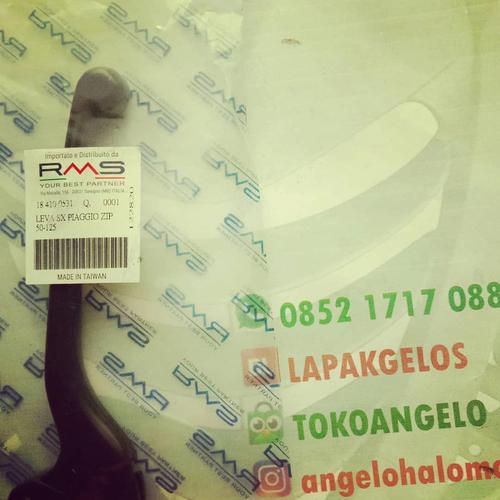 Importato e Distribuito da
RMS
YOUR BEST PARTNER
18 410 0531 Q. 0001
LEVA SX PIAGGIO ZIP
50-125
122820
MADE IN TAIWAN
0852 1717 088
LAPAKGELOS
TOKOANGELO
angelohalomo